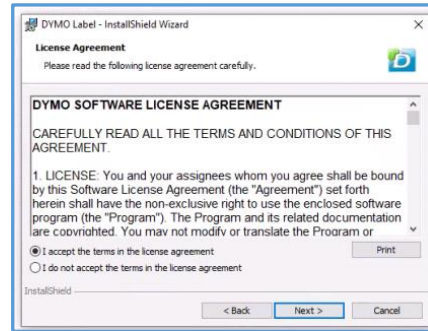 DYMO Label - InstallShield Wizard
License Agreement
Please read the following license agreement carefully.
DYMO SOFTWARE LICENSE AGREEMENT
CAREFULLY READ ALL THE TERMS AND CONDITIONS OF THIS
AGREEMENT.
1. LICENSE: You and your assignees whom you agree shall be bound
by this Software License Agreement (the "Agreement") set forth
herein shall have the non-exclusive right to use the enclosed software
program (the "Program"). The Program and its related documentation
are copyrighted. You may not modify or translate the Program or
I accept the terms in the license agreement
Print
I do not accept the terms in the license agreement
InstallShield
< Back
Next >
Cancel